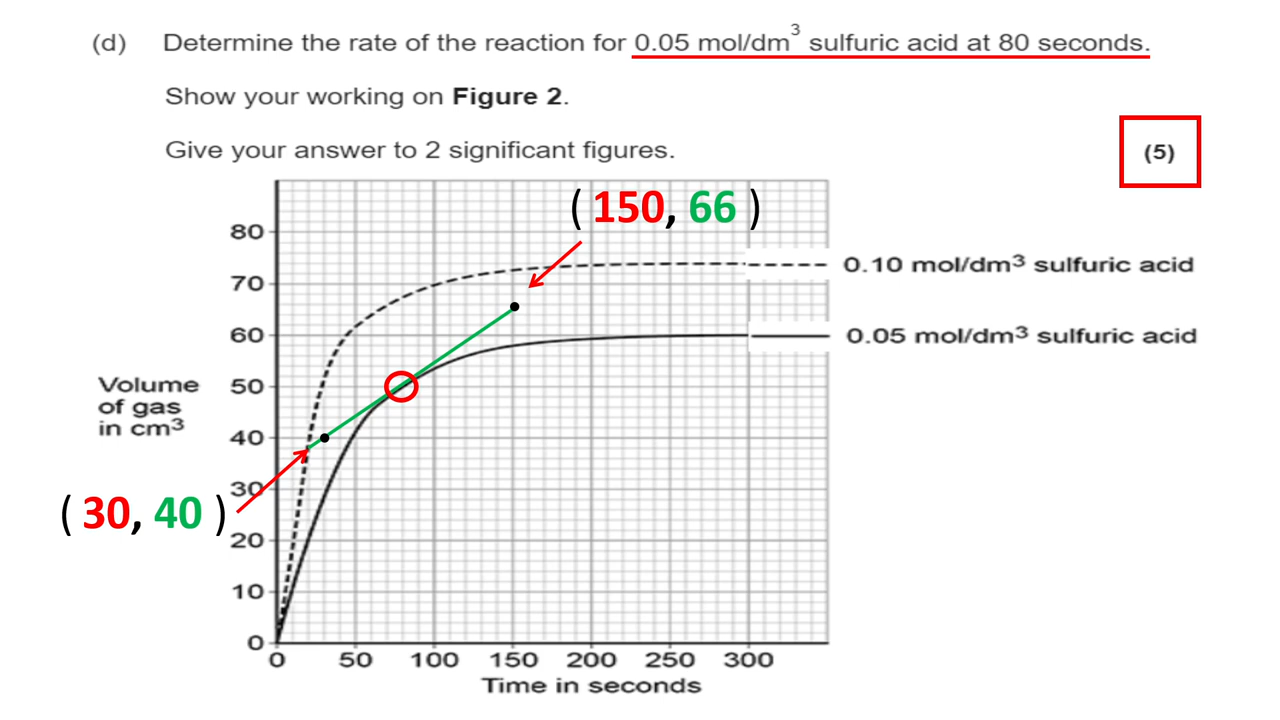 (d) Determine the rate of the reaction for 0.05 mol/dm³ sulfuric acid at 80 seconds.
Show your working on Figure 2.
Give your answer to 2 significant figures.
(5)
( 150, 66 )
80
0.10 mol/dm³ sulfuric acid
70
60
0.05 mol/dm³ sulfuric acid
Volume
of gas
in cm³
50
40
30
( 30, 40 )
20
10
0
0 50 100 150 200 250 300
Time in seconds